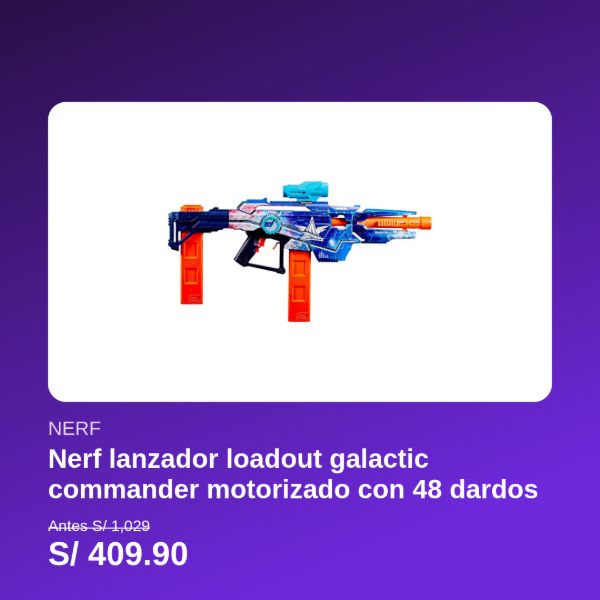 NERF
Nerf lanzador loadout galactic
commander motorizado con 48 dardos
Antes S/ 1,029
S/ 409.90